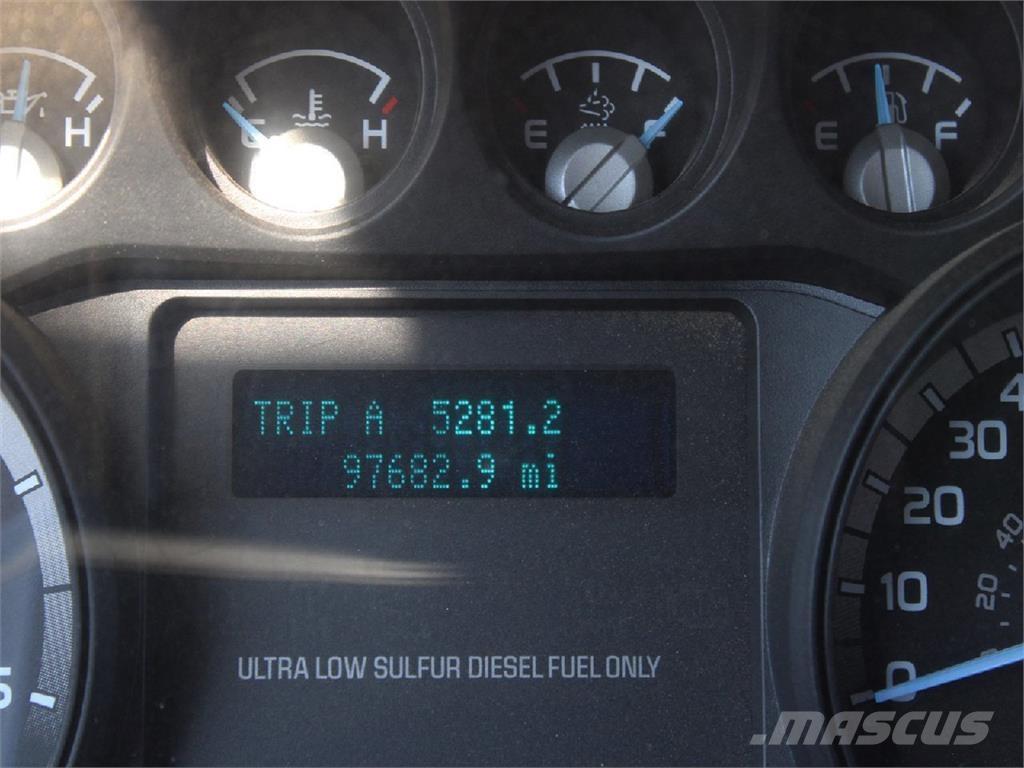 H
C H
E F
E F
TRIP A 5281.2
97682.9 mi
ULTRA LOW SULFUR DIESEL FUEL ONLY
5
30
20
10
0
40
20
MASCUS